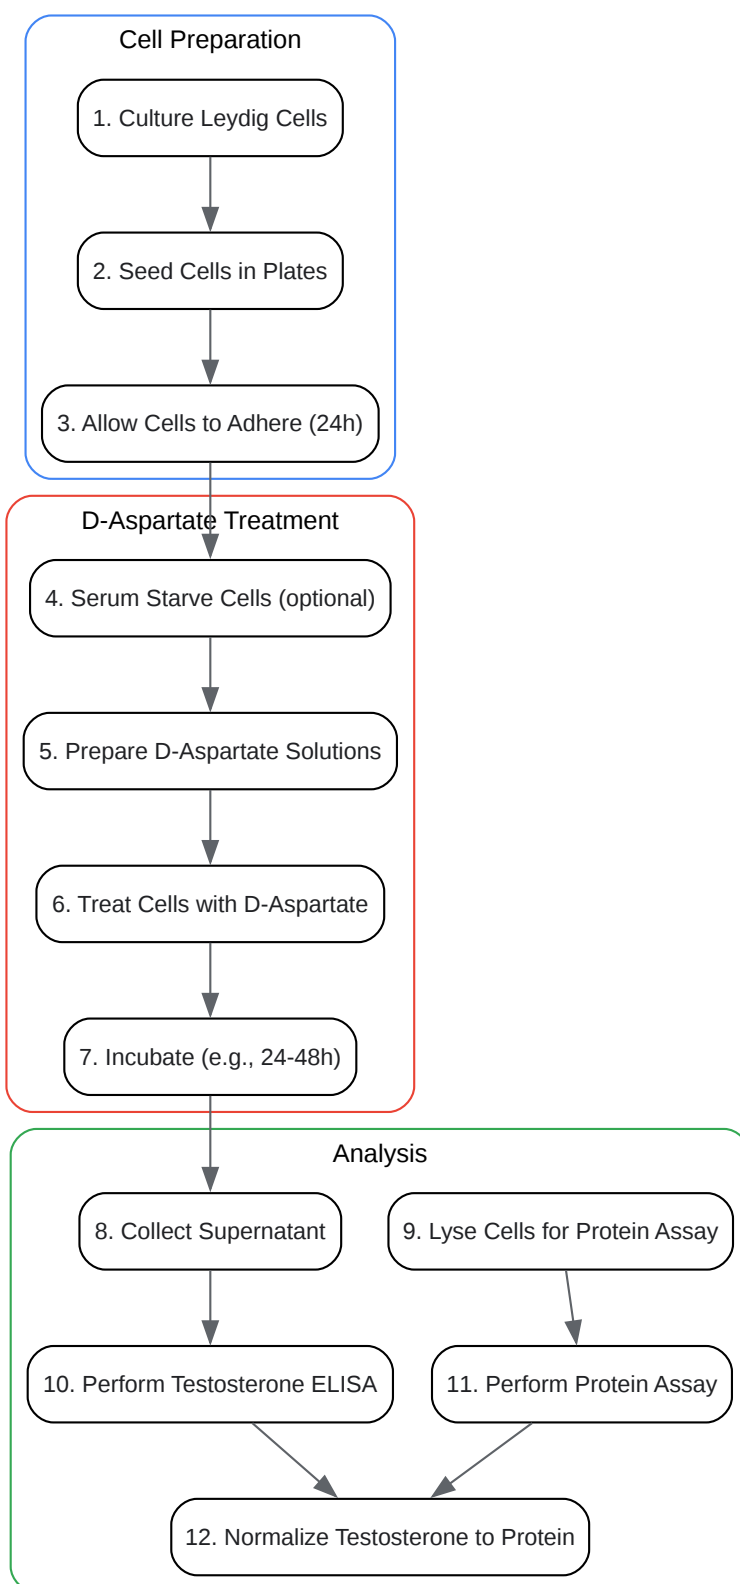 Cell Preparation
1. Culture Leydig Cells
2. Seed Cells in Plates
3. Allow Cells to Adhere (24h)
D-Aspartate Treatment
4. Serum Starve Cells (optional)
5. Prepare D-Aspartate Solutions
6. Treat Cells with D-Aspartate
7. Incubate (e.g., 24-48h)
Analysis
8. Collect Supernatant
9. Lyse Cells for Protein Assay
10. Perform Testosterone ELISA
11. Perform Protein Assay
12. Normalize Testosterone to Protein